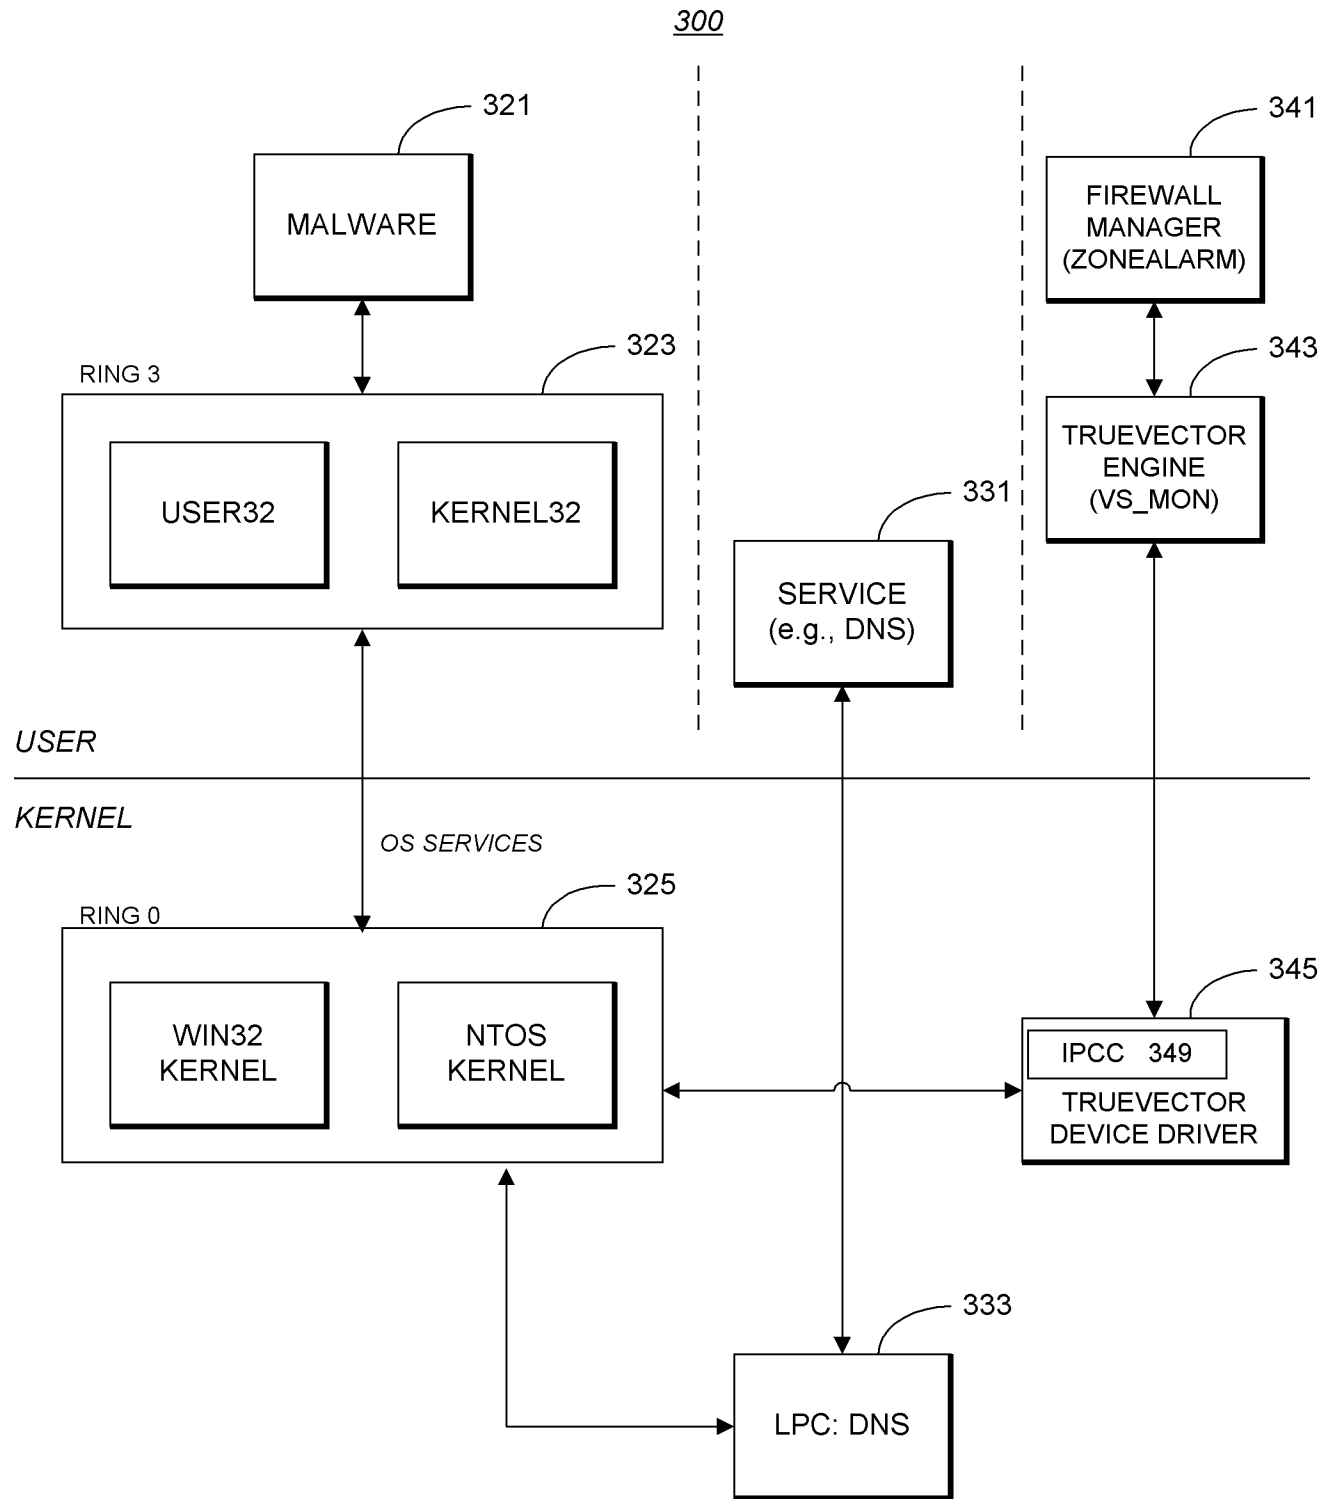 300
321
MALWARE
341
FIREWALL
MANAGER
(ZONEALARM)
RING 3
323
USER32
KERNEL32
343
TRUEVECTOR
ENGINE
(VS_MON)
331
SERVICE
(e.g., DNS)
USER
KERNEL
OS SERVICES
RING 0
325
WIN32
KERNEL
NTOS
KERNEL
345
IPCC 349
TRUEVECTOR
DEVICE DRIVER
333
LPC: DNS